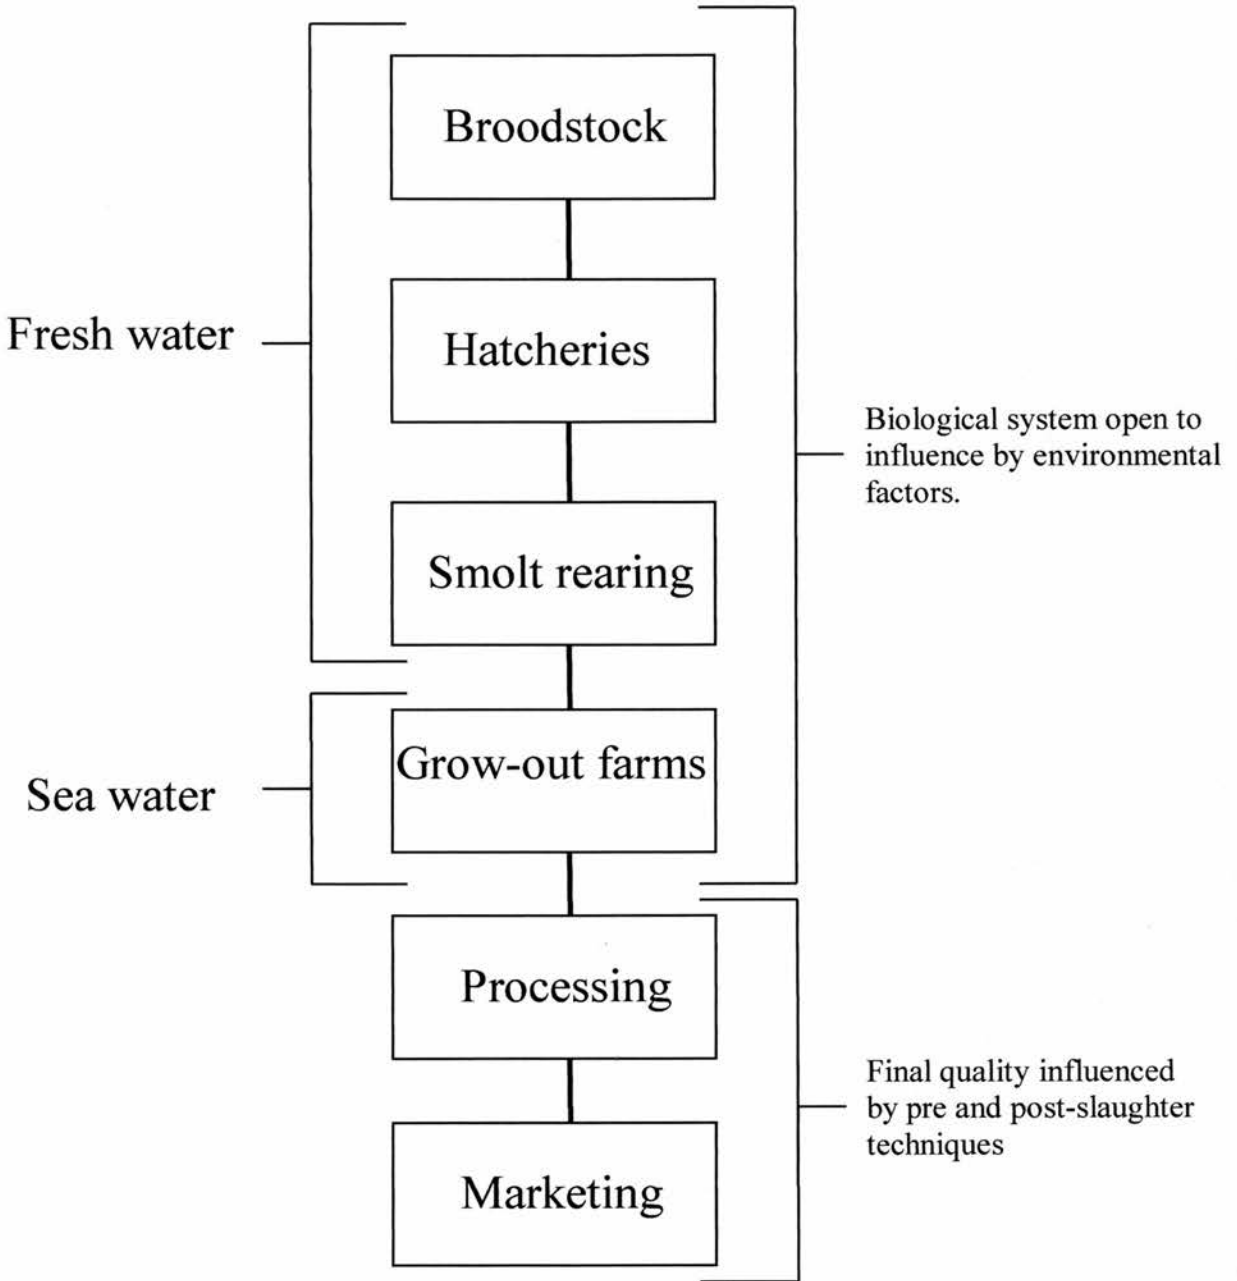 Broodstock
Fresh water
Hatcheries
Biological system open to
influence by environmental
factors.
Smolt rearing
Grow-out farms
Sea water
Processing
Final quality influenced
by pre and post-slaughter
techniques
Marketing